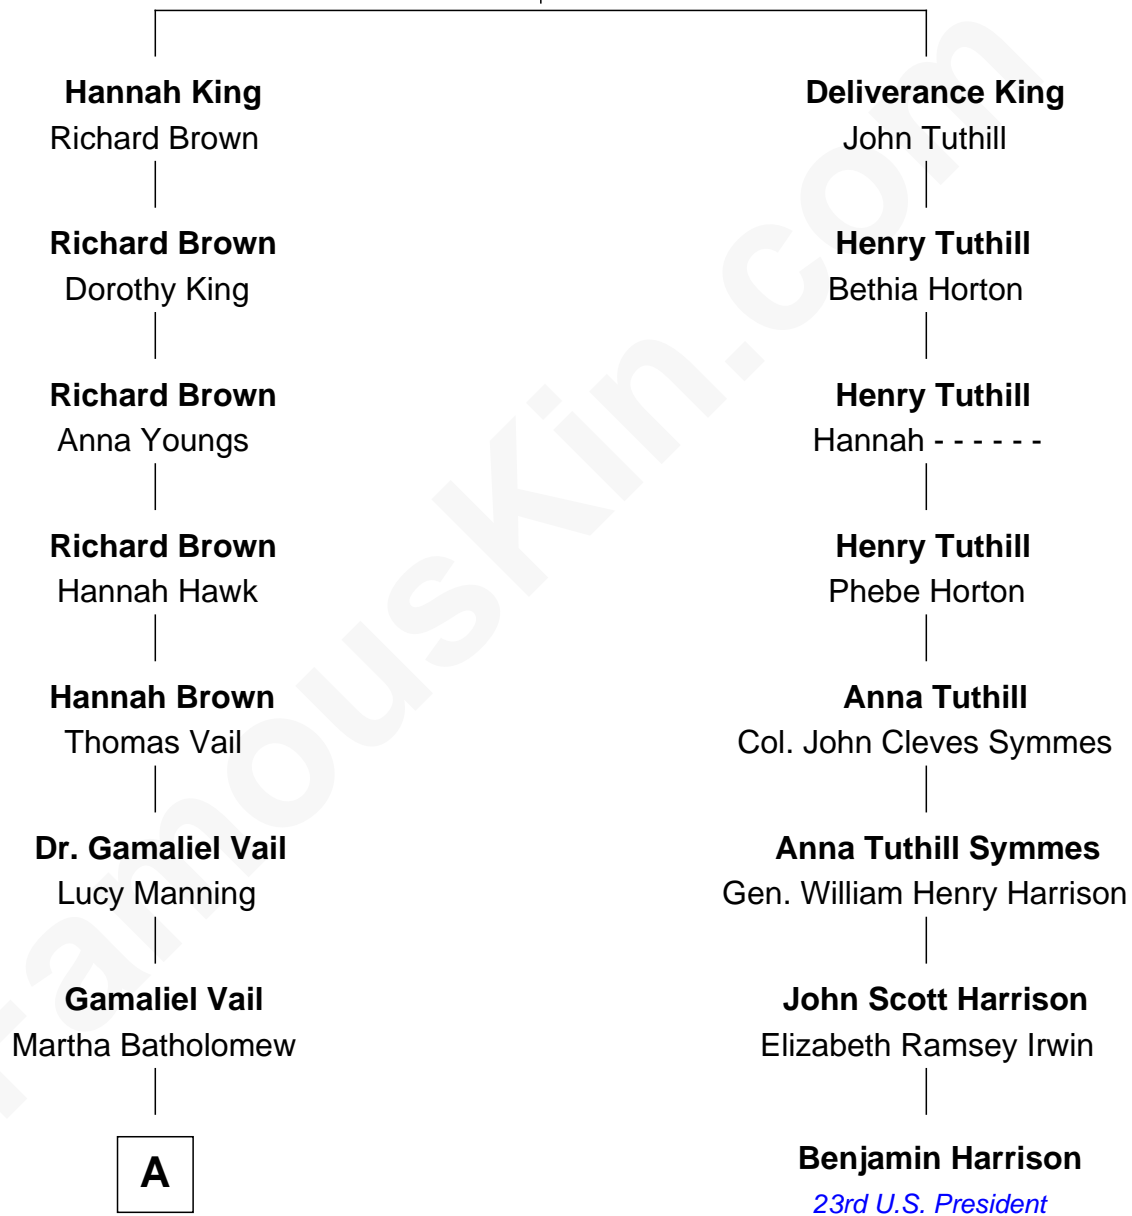 Hannah King
Richard Brown
Richard Brown
Dorothy King
Richard Brown
Anna Youngs
Richard Brown
Hannah Hawk
Hannah Brown
Thomas Vail
Dr. Gamaliel Vail
Lucy Manning
Gamaliel Vail
Martha Batholomew
A
Deliverance King
John Tuthill
Henry Tuthill
Bethia Horton
Henry Tuthill
Hannah - - - - - -
Henry Tuthill
Phebe Horton
Anna Tuthill
Col. John Cleves Symmes
Anna Tuthill Symmes
Gen. William Henry Harrison
John Scott Harrison
Elizabeth Ramsey Irwin
Benjamin Harrison
23rd U.S. President
FamousKin.com